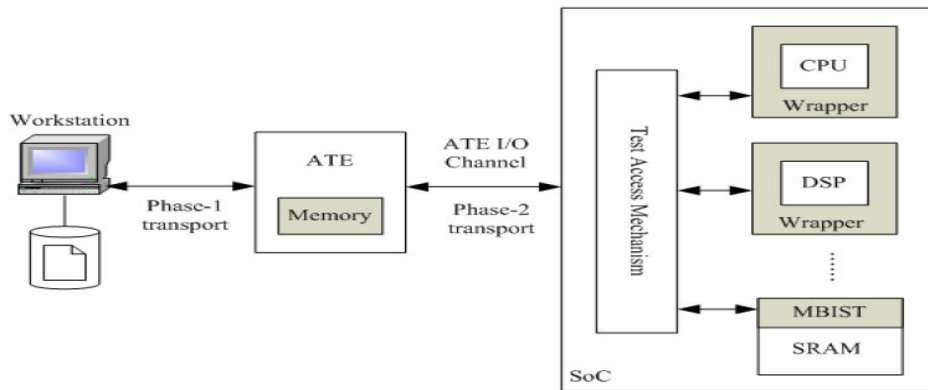 Workstation
Phase-1
transport
ATE
Memory
ATE I/O
Channel
Phase-2
transport
Test Access Mechanism
CPU
Wrapper
DSP
Wrapper
MBIST
SRAM
SoC